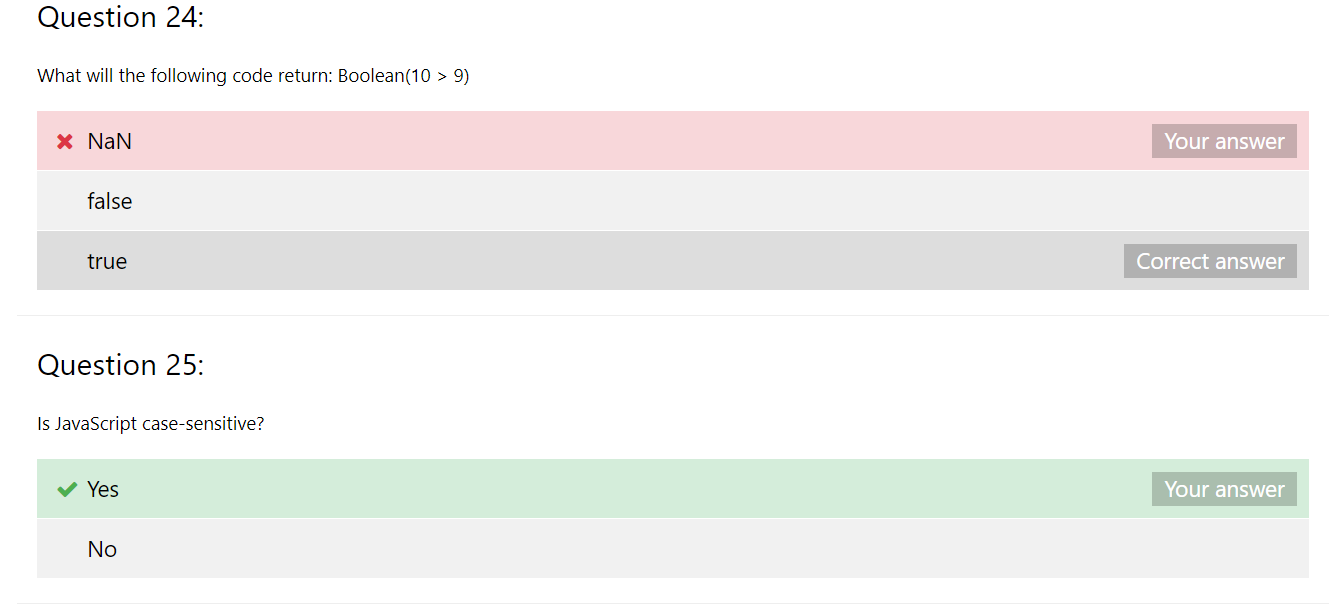 Question 24:
What will the following code return: Boolean(10 > 9)
NaN Your answer
false
true Correct answer
Question 25:
Is JavaScript case-sensitive?
Yes Your answer
No